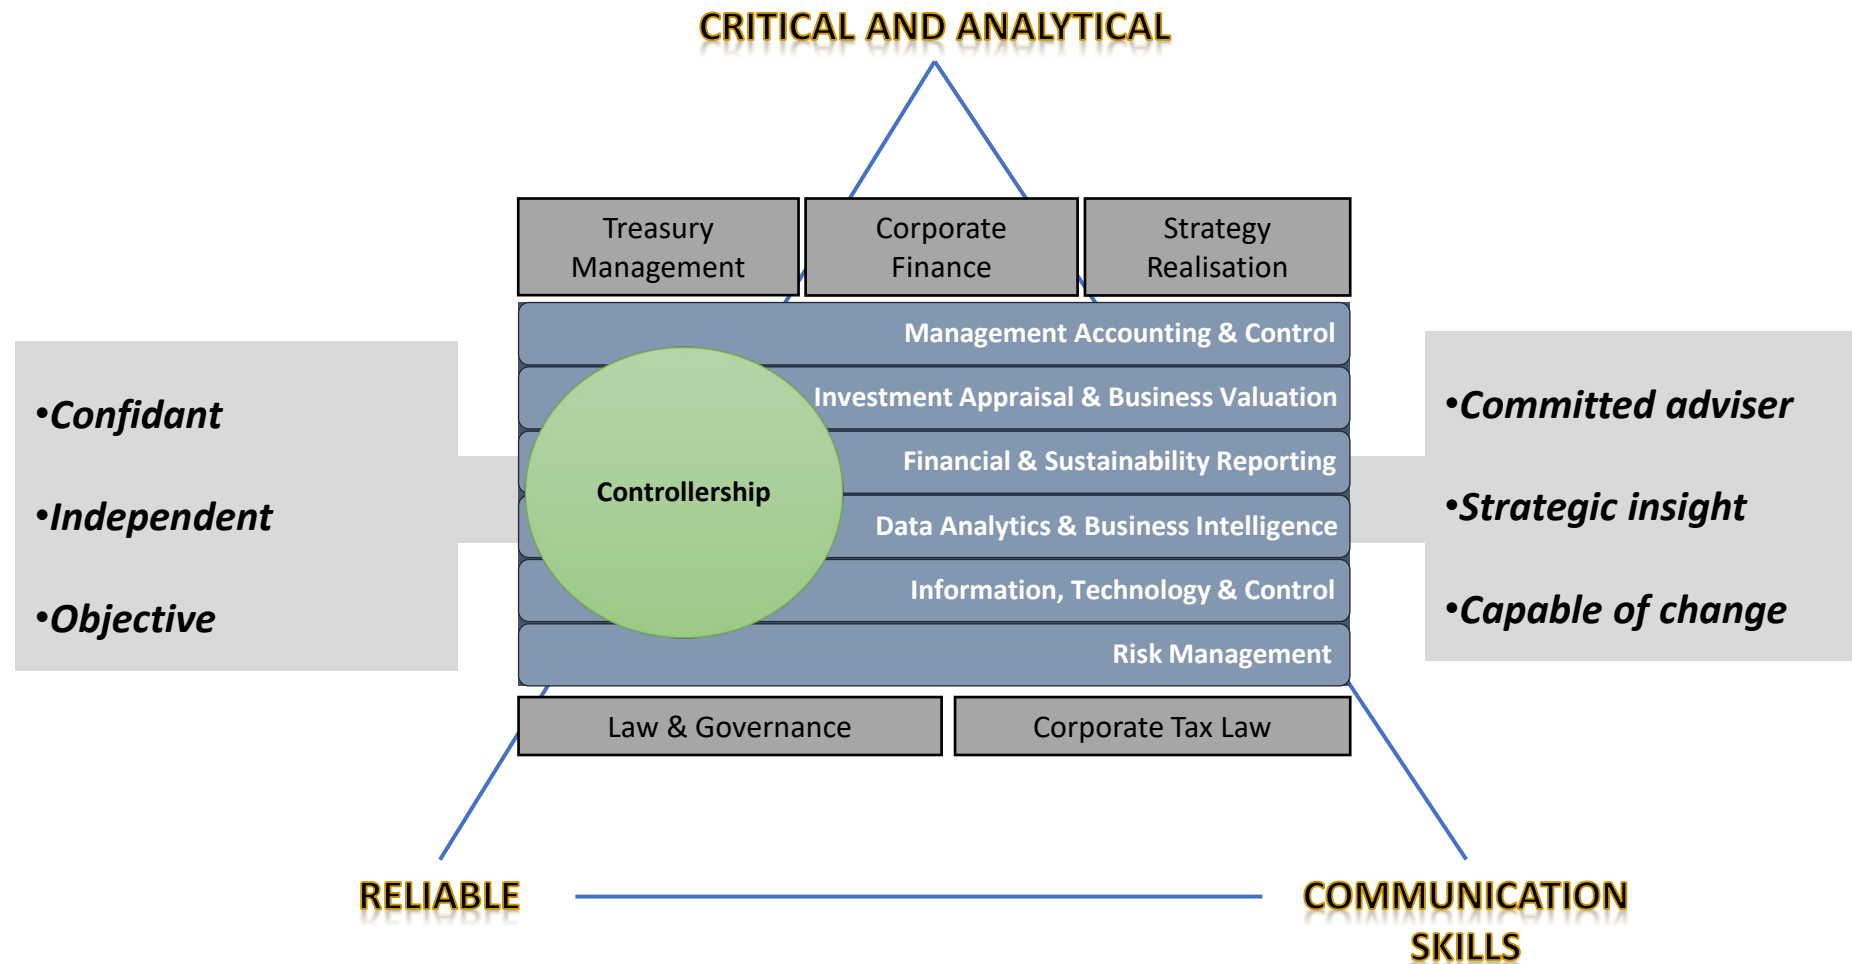 CRITICAL AND ANALYTICAL
Treasury
Management
Corporate
Finance
Strategy
Realisation
Management Accounting & Control
Investment Appraisal & Business Valuation
Financial & Sustainability Reporting
Data Analytics & Business Intelligence
Information, Technology & Control
Risk Management
Controllership
•Confidant
•Independent
•Objective
•Committed adviser
•Strategic insight
•Capable of change
Law & Governance
Corporate Tax Law
RELIABLE
COMMUNICATION
SKILLS